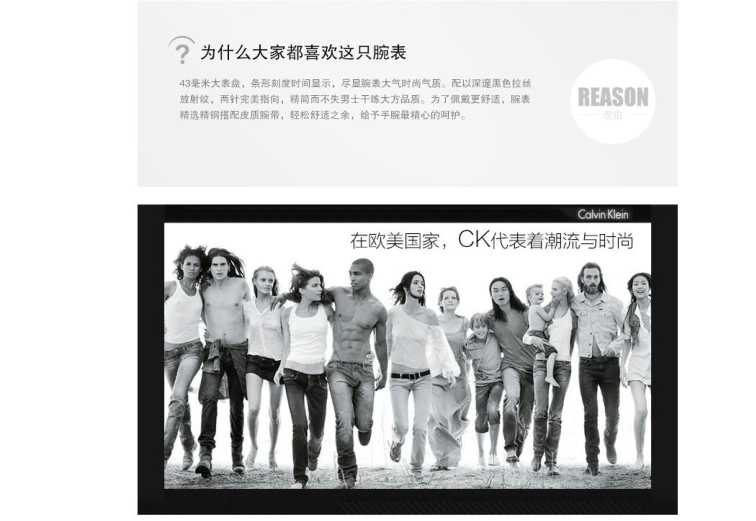 为什么大家都喜欢这只腕表
43毫米大表盘，条形刻度时间显示，尽显腕表大气时尚气质。配以深邃黑色拉丝
放射纹，两针完美指向，精简而不失男士干练大方品质。为了佩戴更舒适，腕表
精选精钢搭配皮质腕带，轻松舒适之余，给予手腕最精心的呵护。
REASON
理由
Calvin Klein
在欧美国家，CK代表着潮流与时尚